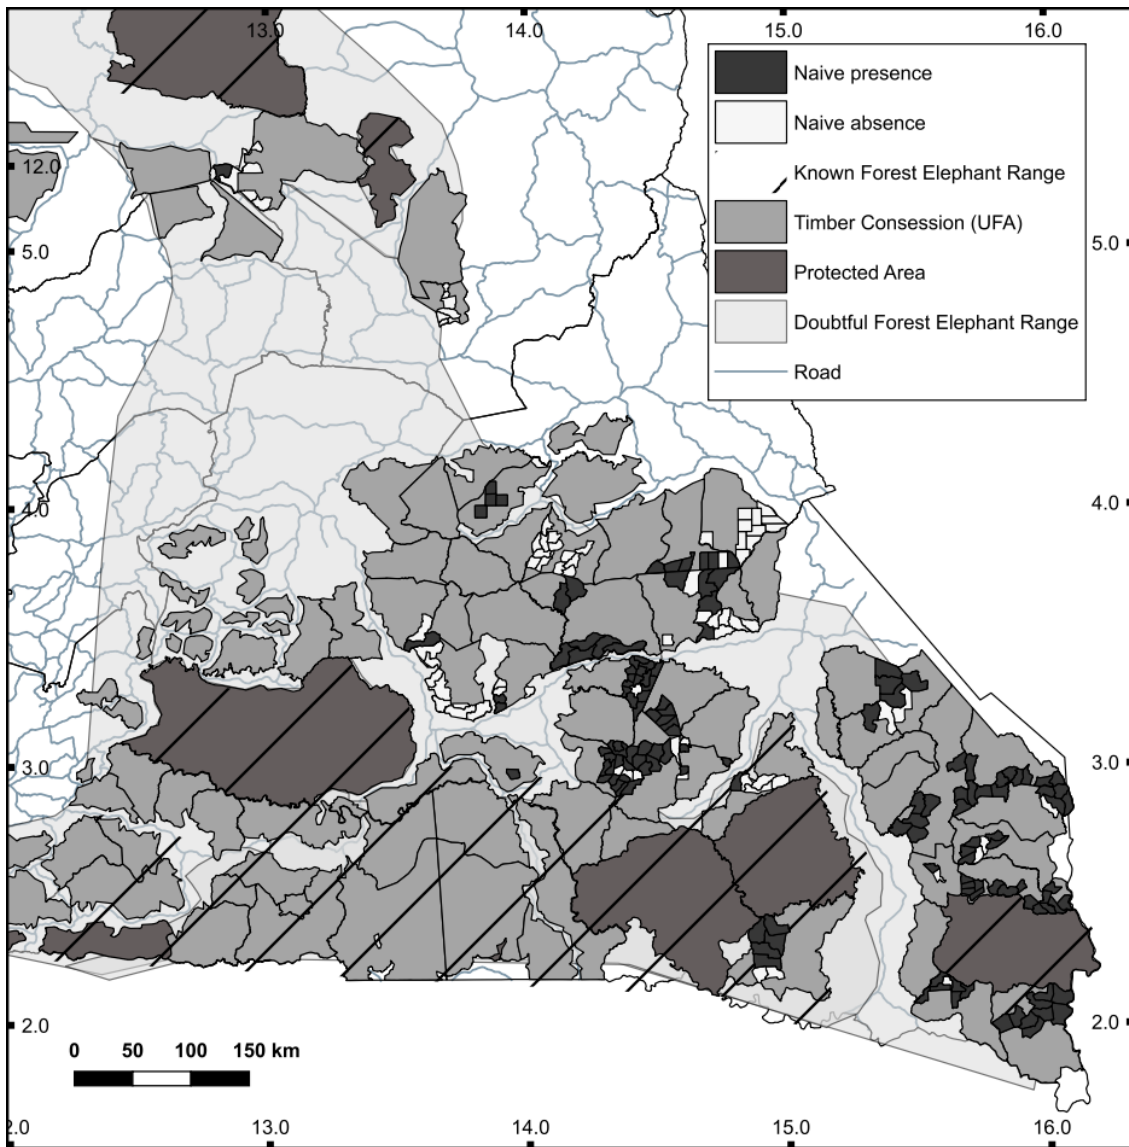 13.0 14.0 15.0 16.0
Naive presence
Naive absence
Known Forest Elephant Range
Timber Consession (UFA)
Protected Area
Doubtful Forest Elephant Range
Road
12.0
5.0 5.0
4.0 4.0
3.0 3.0
2.0 2.0
0 50 100 150 km
2.0 13.0 14.0 15.0 16.0